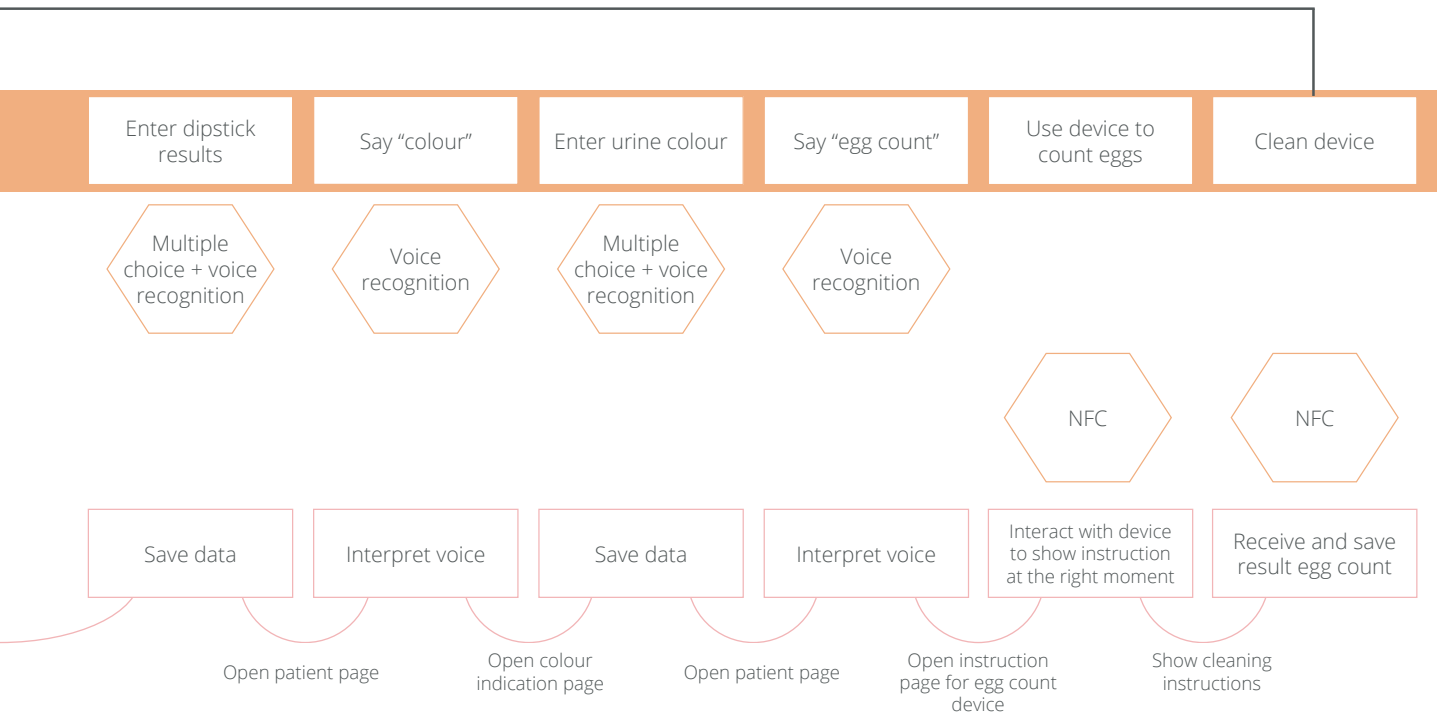 Enter dipstick
results
Say “colour”
Enter urine colour
Say “egg count”
Use device to
count eggs
Clean device
Multiple
choice + voice
recognition
Voice
recognition
Multiple
choice + voice
recognition
Voice
recognition
NFC
NFC
Save data
Interpret voice
Save data
Interpret voice
Interact with device
to show instruction
at the right moment
Receive and save
result egg count
Open patient page
Open colour
indication page
Open patient page
Open instruction
page for egg count
device
Show cleaning
instructions